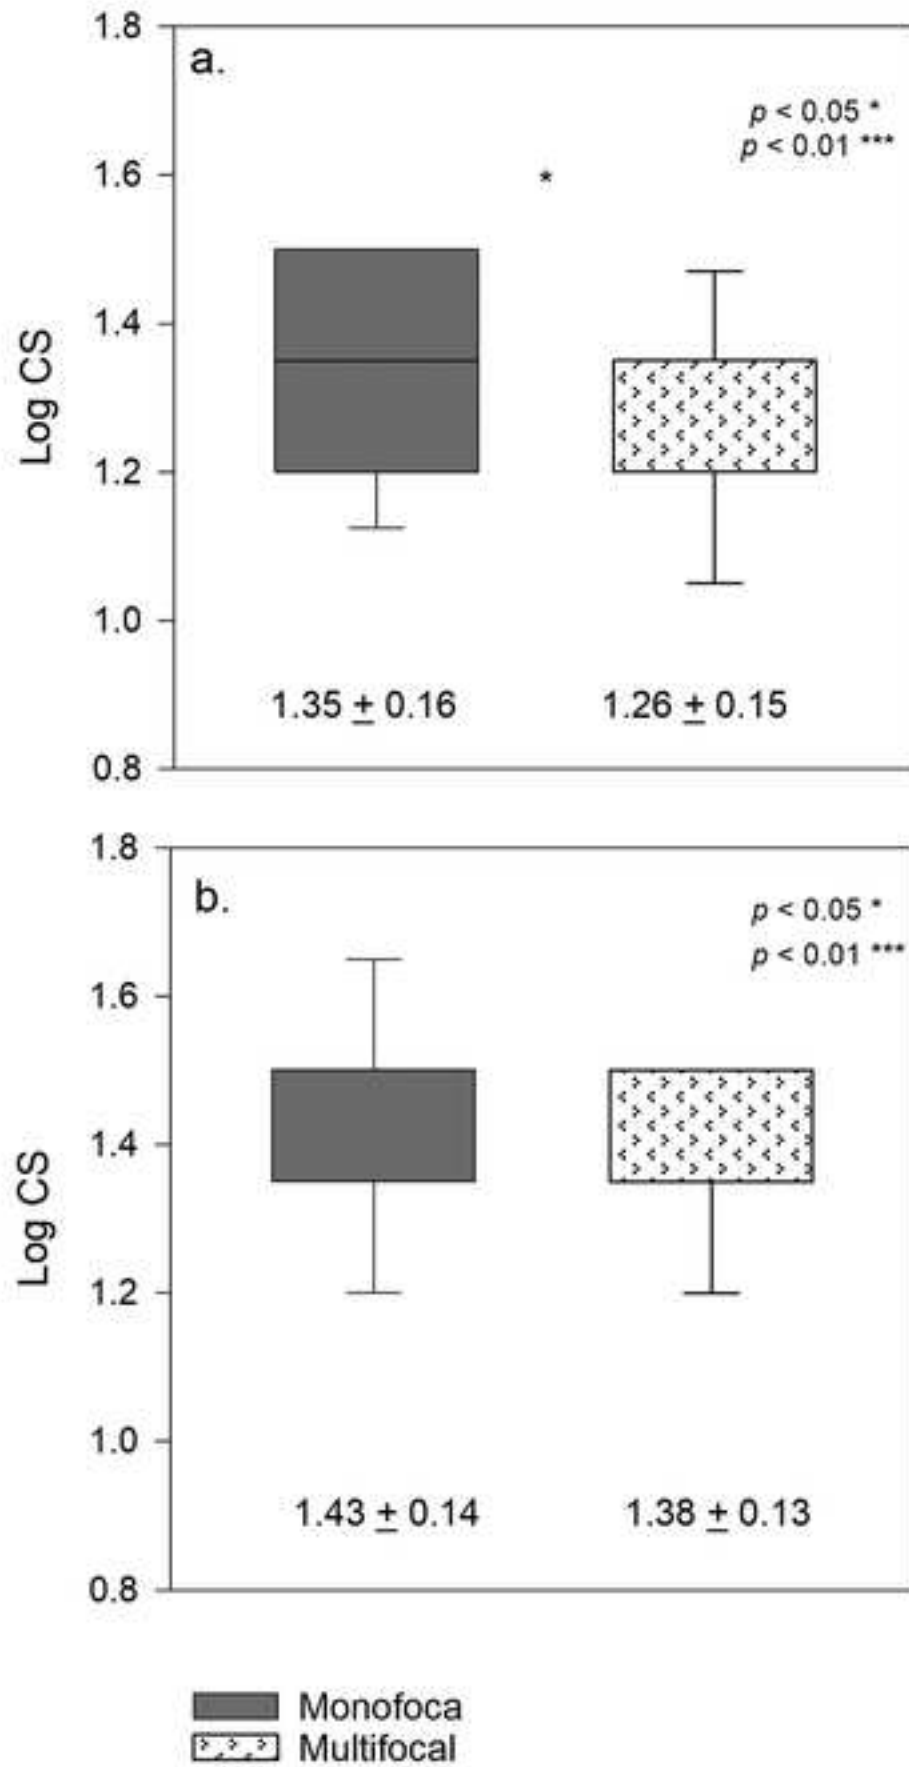 1.8
a.
p < 0.05 *
p < 0.01 ***
1.6
*
1.4
Log CS
1.2
1.0
1.35 ± 0.16 1.26 ± 0.15
0.8
1.8
b.
p < 0.05 *
p < 0.01 ***
1.6
1.4
Log CS
1.2
1.0
1.43 ± 0.14 1.38 ± 0.13
0.8
Monofoca
Multifocal